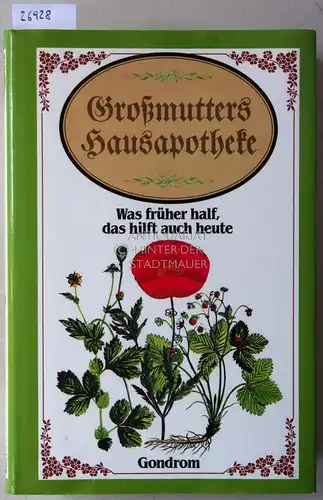 26928
Großmutters
Hausapotheke
Was früher half,
das hilft auch heute
ANTIQUARIAT
HINTER DER
STADTMAUER
Gondrom